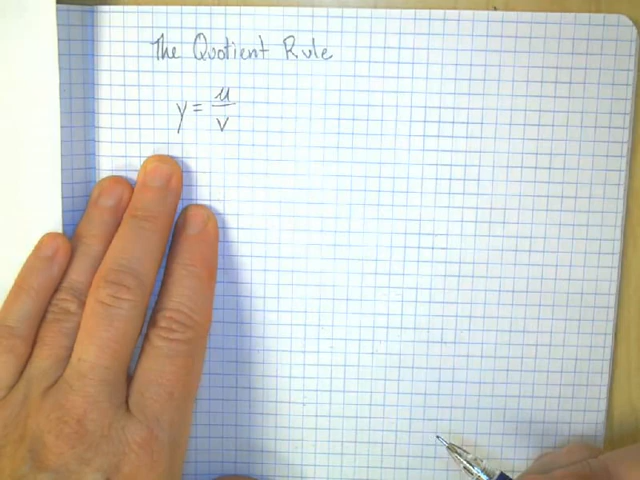 The Quotient Rule
y = u/v